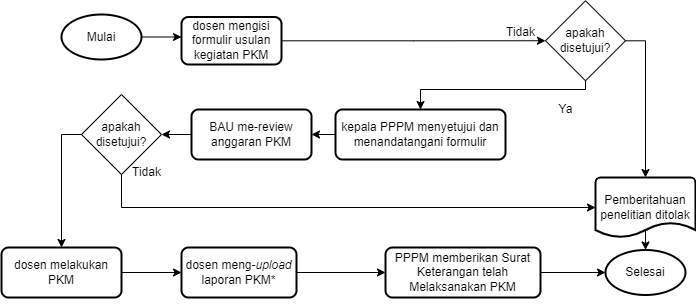 Mulai
dosen mengisi
formulir usulan
kegiatan PKM
Tidak
apakah
disetujui?
Ya
kepala PPPM menyetujui dan
menandatangani formulir
BAU me-review
anggaran PKM
apakah
disetujui?
Tidak
Pemberitahuan
penelitian ditolak
dosen melakukan
PKM
dosen meng-upload
laporan PKM*
PPPM memberikan Surat
Keterangan telah
Melaksanakan PKM
Selesai